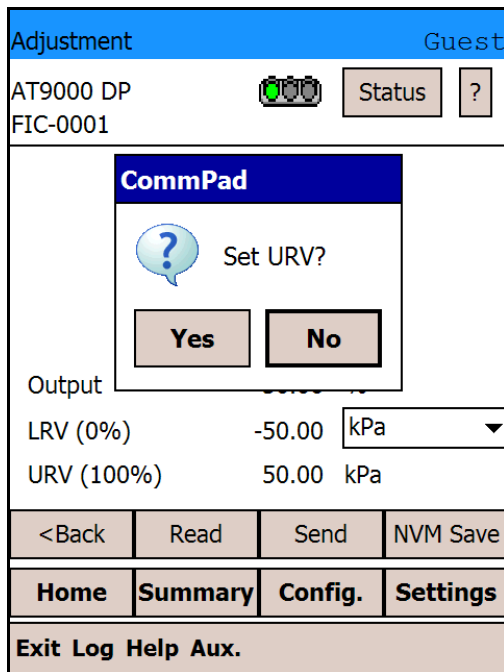 Adjustment Guest
AT9000 DP Status ?
FIC-0001
CommPad
Set URV?
Yes No
Output
LRV (0%) -50.00 kPa
URV (100%) 50.00 kPa
<Back Read Send NVM Save
Home Summary Config. Settings
Exit Log Help Aux.